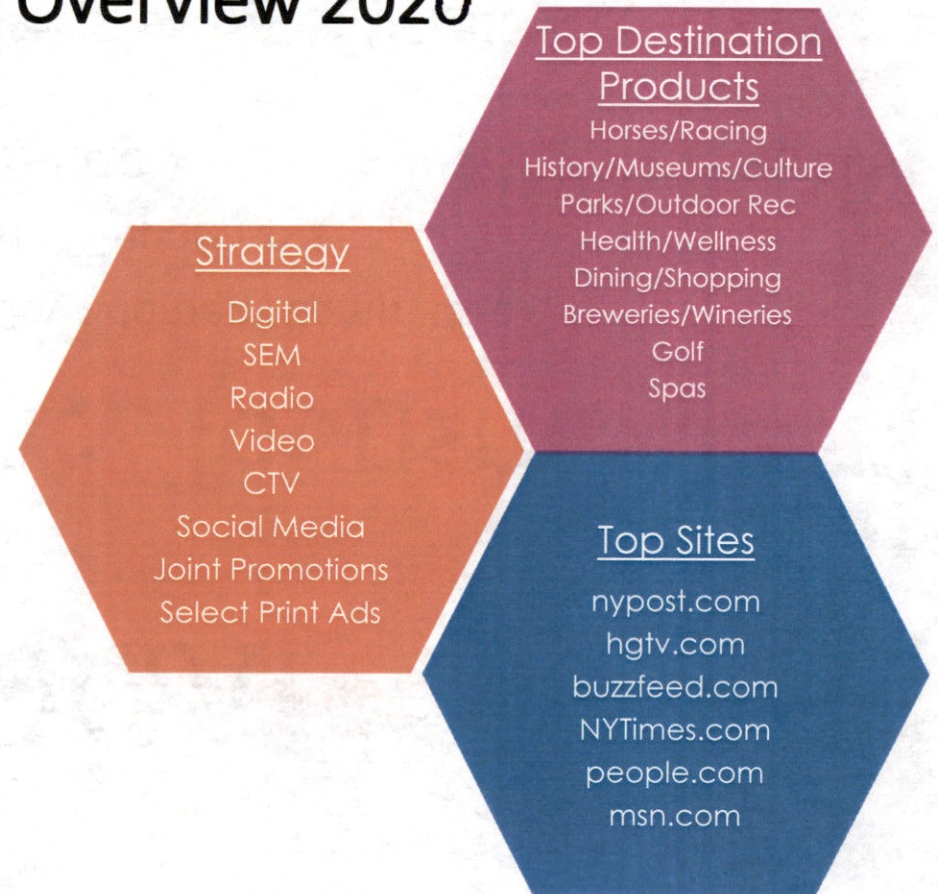 Overview 2020
Top Destination
Products
Horses/Racing
History/Museums/Culture
Parks/Outdoor Rec
Health/Wellness
Dining/Shopping
Breweries/Wineries
Golf
Spas
Strategy
Digital
SEM
Radio
Video
CTV
Social Media
Joint Promotions
Select Print Ads
Top Sites
nypost.com
hgtv.com
buzzfeed.com
NYTimes.com
people.com
msn.com